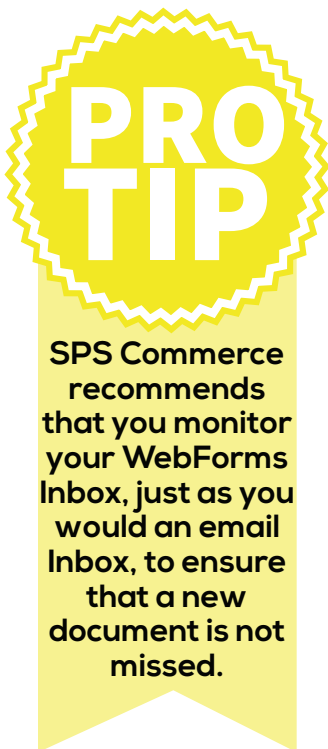 PRO
TIP
SPS Commerce
recommends
that you monitor
your WebForms
Inbox, just as you
would an email
Inbox, to ensure
that a new
document is not
missed.